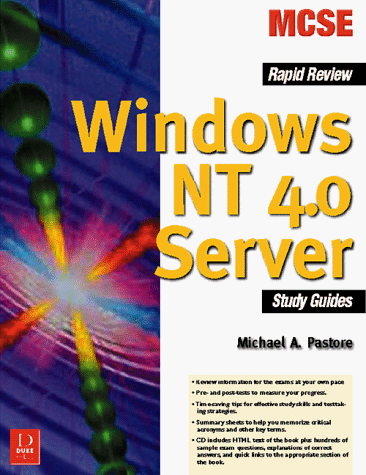 MCSE
Rapid Review
Windows
NT 4.0
Server
Study Guides
Michael A. Pastore
• Review information for the exams at your own pace
• Pre- and post-tests to measure your progress.
• Time-saving tips for effective study skills and testtak-
ing strategies.
• Summary sheets to help you memorize critical
acronyms and other key terms.
• CD includes HTML text of the book plus hundreds of
sample exam questions, explanations of correct
answers, and quick links to the appropriate section of
the book.
D
DUKE